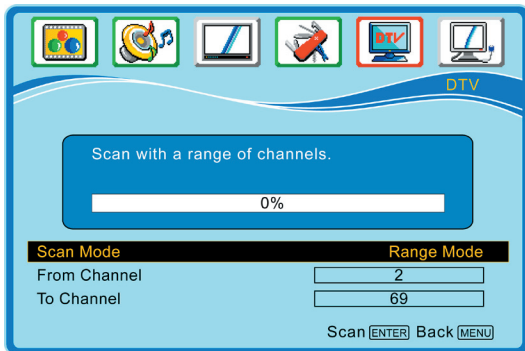 DTV
DTV
Scan with a range of channels.
0%
Scan Mode Range Mode
From Channel 2
To Channel 69
Scan ENTER Back MENU